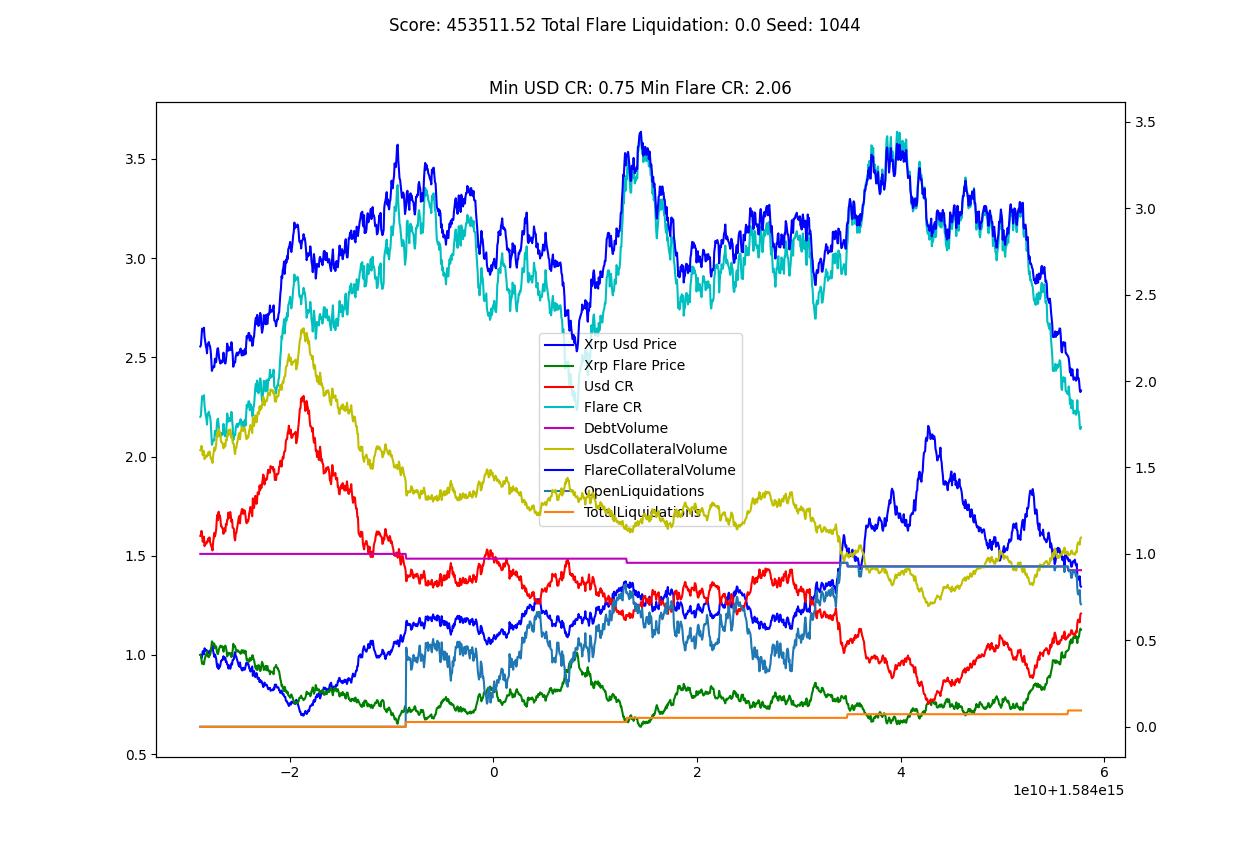 Score: 453511.52 Total Flare Liquidation: 0.0 Seed: 1044
Min USD CR: 0.75 Min Flare CR: 2.06
3.5
3.0
2.5
2.0
1.5
1.0
0.5
3.5
3.0
2.5
2.0
1.5
1.0
0.5
0.0
Xrp Usd Price
Xrp Flare Price
Usd CR
Flare CR
DebtVolume
UsdCollateralVolume
FlareCollateralVolume
OpenLiquidations
TotalLiquidations
−2 0 2 4 6
1e10+1.584e15